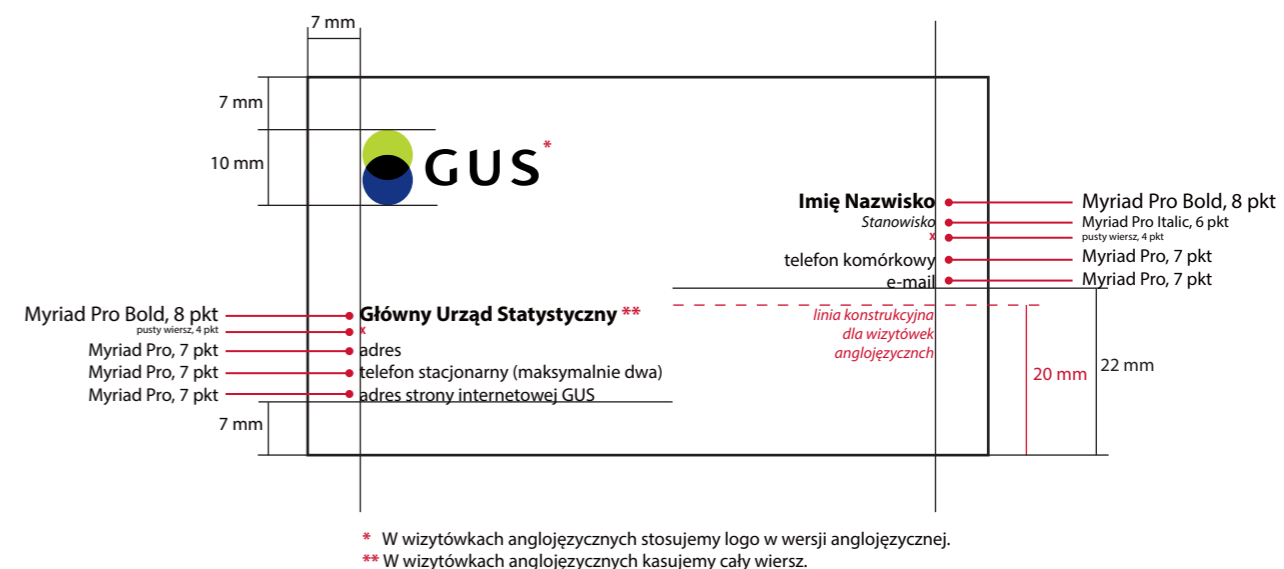 7 mm
7 mm
10 mm
GUS*
Imię Nazwisko
Myriad Pro Bold, 8 pkt
Stanowisko
Myriad Pro Italic, 6 pkt
x
pusty wiersz, 4 pkt
telefon komórkowy
Myriad Pro, 7 pkt
e-mail
Myriad Pro, 7 pkt
Myriad Pro Bold, 8 pkt
Główny Urząd Statystyczny **
linia konstrukcyjna
dla wizytówek
anglojęzycznch
pusty wiersz, 4 pkt
x
Myriad Pro, 7 pkt
adres
Myriad Pro, 7 pkt
telefon stacjonarny (maksymalnie dwa)
Myriad Pro, 7 pkt
adres strony internetowej GUS
20 mm
22 mm
7 mm
* W wizytówkach anglojęzycznych stosujemy logo w wersji anglojęzycznej.
** W wizytówkach anglojęzycznych kasujemy cały wiersz.